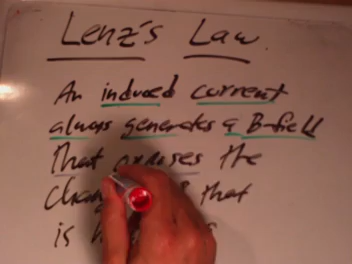 Lenz's Law
An induced current
always generates a B-field
that opposes the
that
is